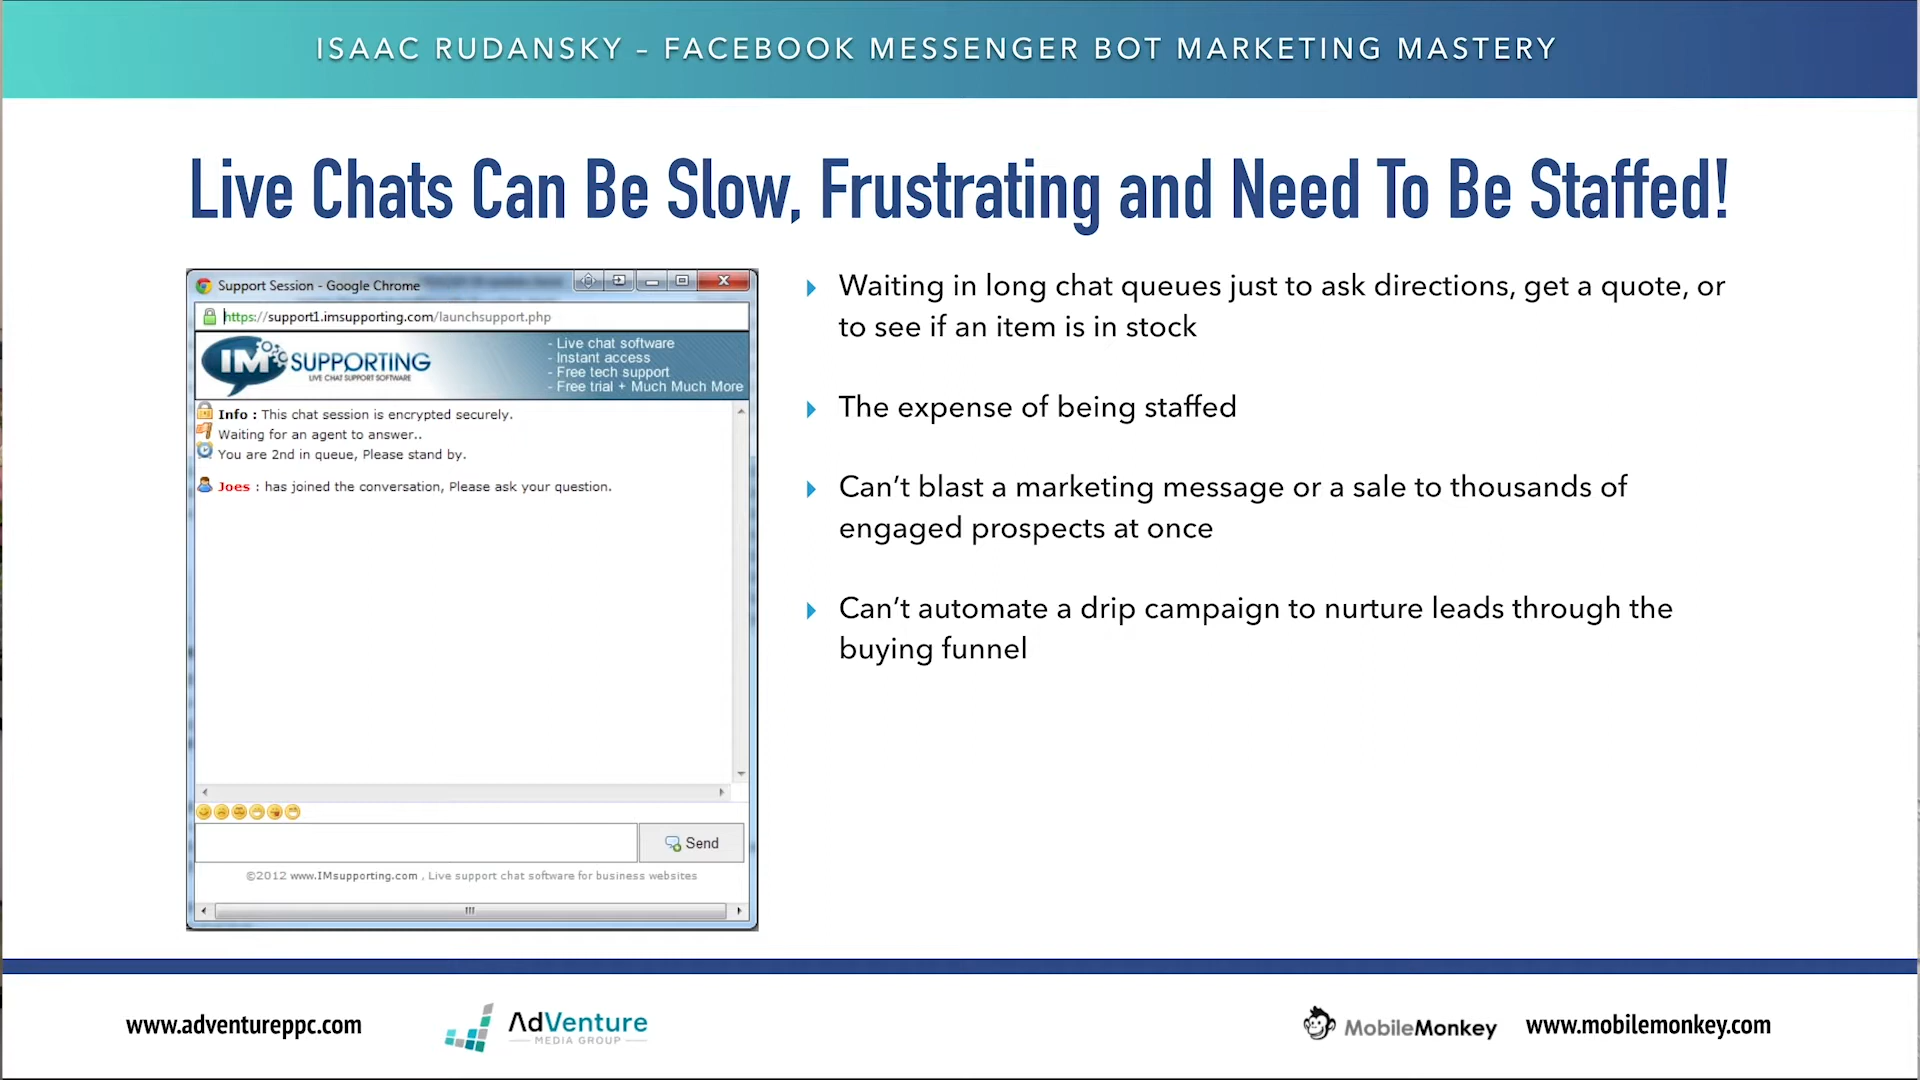 ISAAC RUDANSKY – FACEBOOK MESSENGER BOT MARKETING MASTERY
Live Chats Can Be Slow, Frustrating and Need To Be Staffed!
Support Session - Google Chrome
https://support1.imsupporting.com/launchsupport.php
IM SUPPORTING
LIVE CHAT SUPPORT SOFTWARE
- Live chat software
- Instant access
- Free tech support
- Free trial + Much Much More
Info : This chat session is encrypted securely.
Waiting for an agent to answer..
You are 2nd in queue, Please stand by.
Joes : has joined the conversation, Please ask your question.
Send
©2012 www.IMsupporting.com , Live support chat software for business websites
Waiting in long chat queues just to ask directions, get a quote, or
to see if an item is in stock
The expense of being staffed
Can’t blast a marketing message or a sale to thousands of
engaged prospects at once
Can’t automate a drip campaign to nurture leads through the
buying funnel
www.adventureppc.com
AdVenture
MEDIA GROUP
MobileMonkey
www.mobilemonkey.com